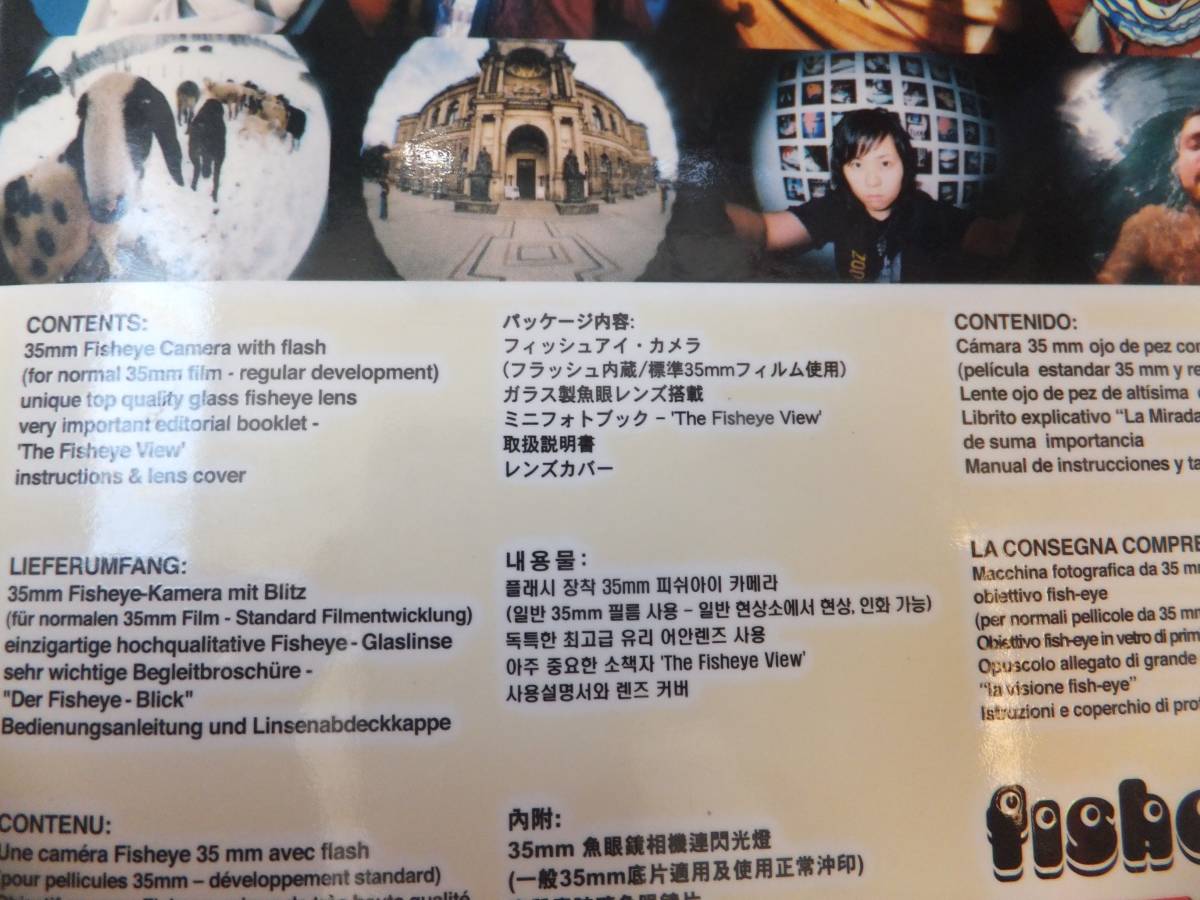 CONTENTS:
35mm Fisheye Camera with flash
(for normal 35mm film - regular development)
unique top quality glass fisheye lens
very important editorial booklet -
'The Fisheye View'
instructions & lens cover
パッケージ内容:
フィッシュアイ・カメラ
(フラッシュ内蔵/標準35mmフィルム使用)
ガラス製魚眼レンズ搭載
ミニフォトブック – 'The Fisheye View'
取扱説明書
レンズカバー
CONTENIDO:
Cámara 35 mm ojo de pez con
(película estandar 35 mm y re
Lente ojo de pez de altísima
Librito explicativo “La Mirada
de suma importancia
Manual de instrucciones y ta
LIEFERUMFANG:
35mm Fisheye-Kamera mit Blitz
(für normalen 35mm Film - Standard Filmentwicklung)
einzigartige hochqualitative Fisheye - Glaslinse
sehr wichtige Begleitbroschüre -
"Der Fisheye - Blick"
Bedienungsanleitung und Linsenabdeckkappe
내용물:
플래시 장착 35mm 피쉬아이 카메라
(일반 35mm 필름 사용 – 일반 현상소에서 현상, 인화 가능)
독특한 최고급 유리 어안렌즈 사용
아주 중요한 소책자 'The Fisheye View'
사용설명서와 렌즈 커버
LA CONSEGNA COMPRE
Macchina fotografica da 35 mm
obiettivo fish-eye
(per normali pellicole da 35 mm
Obiettivo fish-eye in vetro di prim
Opuscolo allegato di grande
“la visione fish-eye”
Istruzioni e coperchio di prot
CONTENU:
Une caméra Fisheye 35 mm avec flash
(pour pellicules 35mm – développement standard)
內附:
35mm 魚眼鏡相機連閃光燈
(一般35mm底片適用及使用正常沖印)
fishe